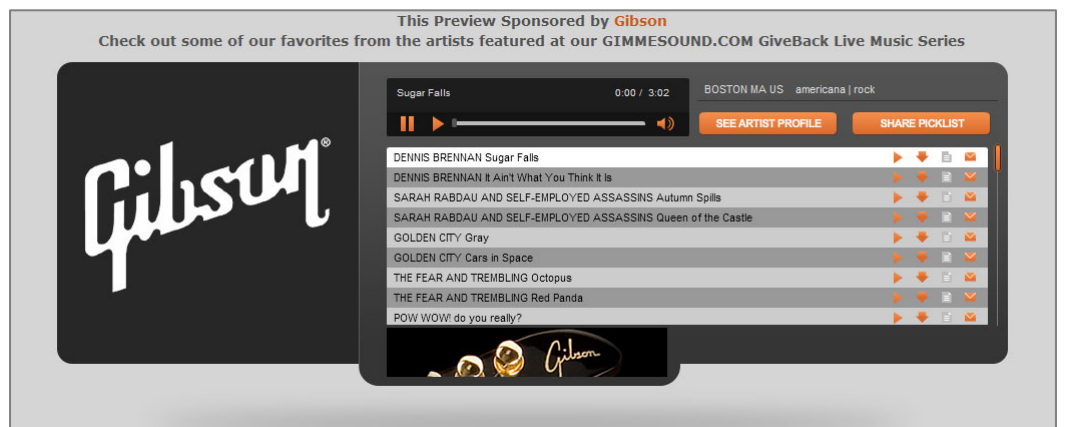 This Preview Sponsored by Gibson
Check out some of our favorites from the artists featured at our GIMMESOUND.COM GiveBack Live Music Series
Gibson®
Sugar Falls 0:00 / 3:02
BOSTON MA US americana | rock
SEE ARTIST PROFILE SHARE PICKLIST
DENNIS BRENNAN Sugar Falls
DENNIS BRENNAN It Ain't What You Think It Is
SARAH RABDAU AND SELF-EMPLOYED ASSASSINS Autumn Spills
SARAH RABDAU AND SELF-EMPLOYED ASSASSINS Queen of the Castle
GOLDEN CITY Gray
GOLDEN CITY Cars in Space
THE FEAR AND TREMBLING Octopus
THE FEAR AND TREMBLING Red Panda
POW WOW! do you really?
Gibson